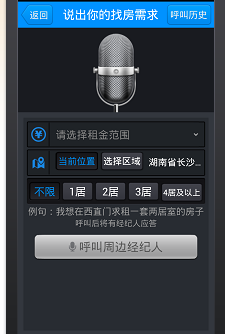 返回 说出你的找房需求 呼叫历史
请选择租金范围
当前位置 选择区域 湖南省长沙...
不限 1居 2居 3居 4居及以上
例句：我想在西直门求租一套两居室的房子
呼叫后将有经纪人应答
呼叫周边经纪人